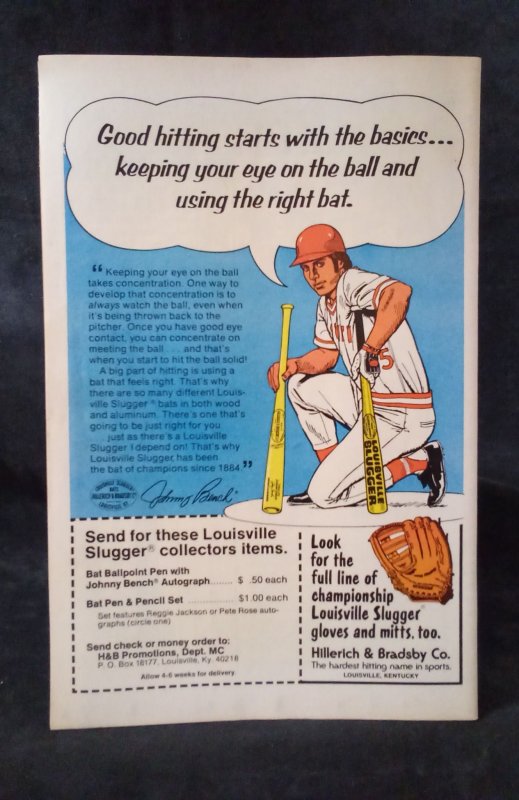 Good hitting starts with the basics...
keeping your eye on the ball and
using the right bat.
“Keeping your eye on the ball
takes concentration. One way to
develop that concentration is to
always watch the ball, even when
it's being thrown back to the
pitcher. Once you have good eye
contact, you can concentrate on
meeting the ball . . . and that's
when you start to hit the ball solid!
A big part of hitting is using a
bat that feels right. That's why
there are so many different Louis-
ville Slugger® bats in both wood
and aluminum. There's one that's
going to be just right for you
. . . just as there's a Louisville
Slugger I depend on! That's why
Louisville Slugger has been
the bat of champions since 1884.”
HILLERICH & BRADSBY CO
LOUISVILLE, KY.
Johnny Bench
5
LOUISVILLE
SLUGGER
Send for these Louisville
Slugger® collectors items.
Bat Ballpoint Pen with
Johnny Bench® Autograph....... $ .50 each
Bat Pen & Pencil Set ................ $1.00 each
Set features Reggie Jackson or Pete Rose auto-
graphs (circle one)
Send check or money order to:
H&B Promotions, Dept. MC
P. O. Box 18177, Louisville, Ky. 40218
Allow 4-6 weeks for delivery.
Look
for the
full line of
championship
Louisville Slugger®
gloves and mitts, too.
Hillerich & Bradsby Co.
The hardest hitting name in sports.
LOUISVILLE, KENTUCKY